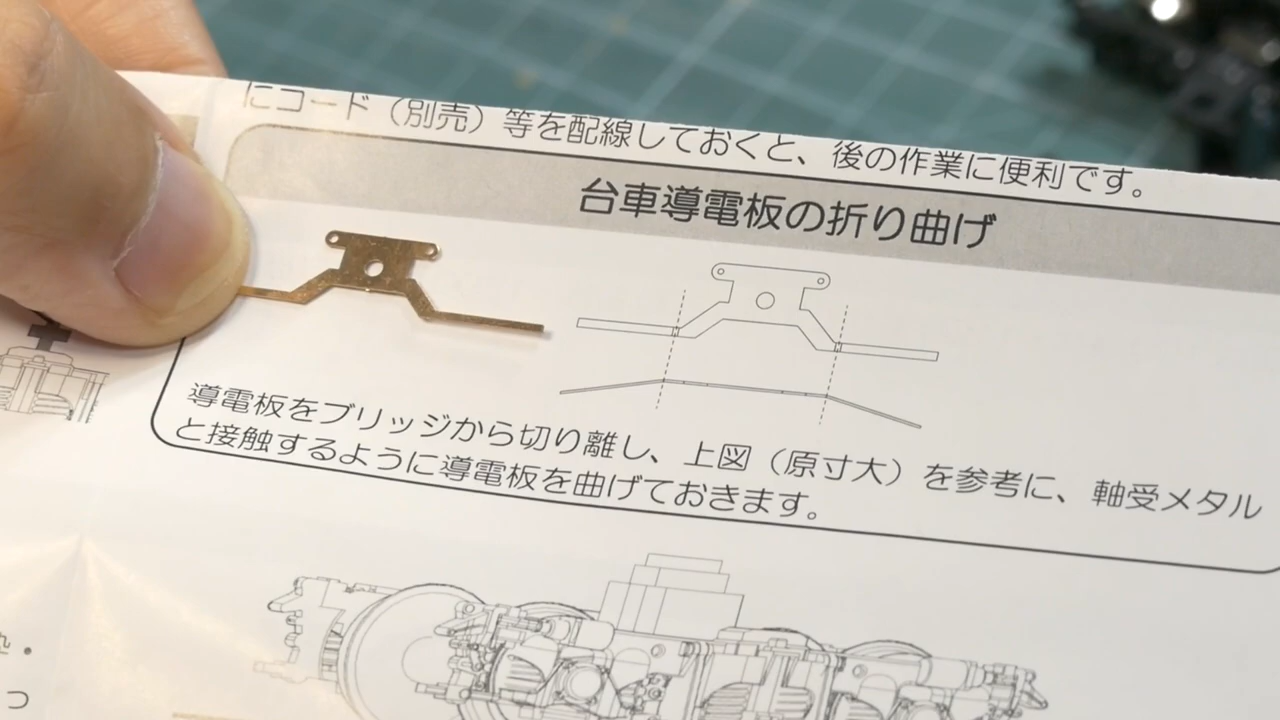 にコード（別売）等を配線しておくと、後の作業に便利です。
台車導電板の折り曲げ
導電板をブリッジから切り離し、上図（原寸大）を参考に、軸受メタル
と接触するように導電板を曲げておきます。
つ